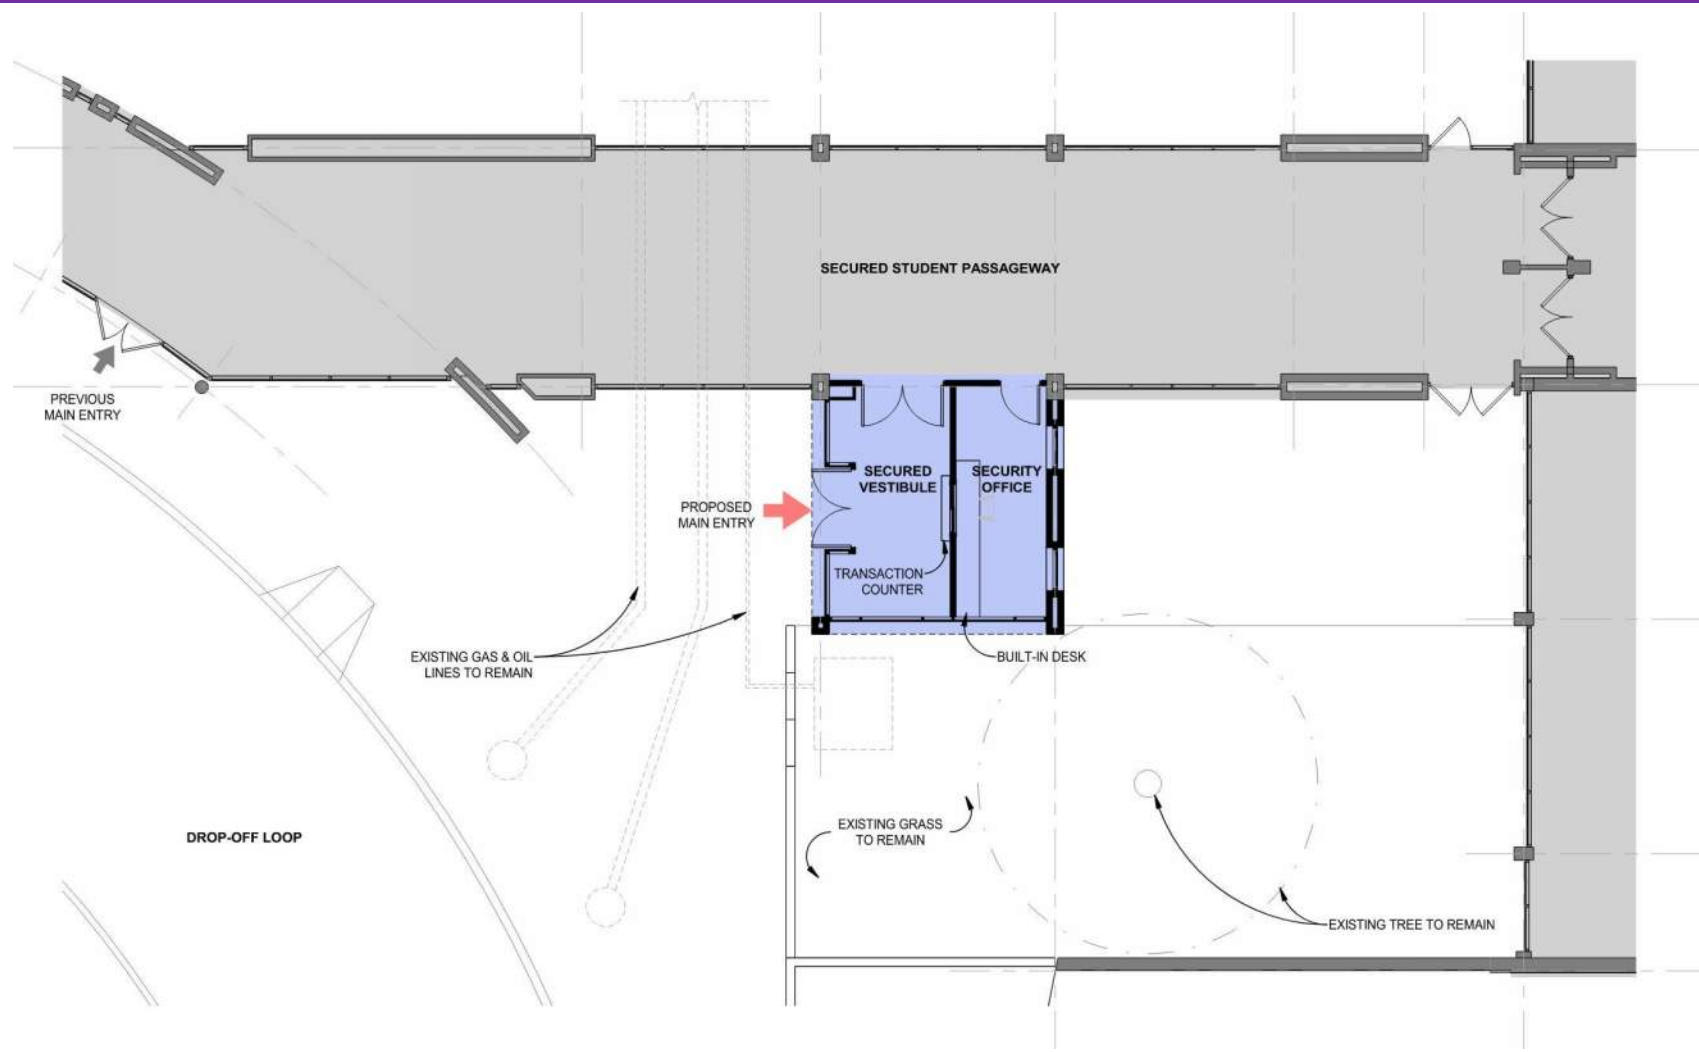 SECURED STUDENT PASSAGEWAY
PREVIOUS
MAIN ENTRY
SECURED
VESTIBULE
SECURITY
OFFICE
PROPOSED
MAIN ENTRY
TRANSACTION
COUNTER
EXISTING GAS & OIL
LINES TO REMAIN
BUILT-IN DESK
EXISTING GRASS
TO REMAIN
DROP-OFF LOOP
EXISTING TREE TO REMAIN